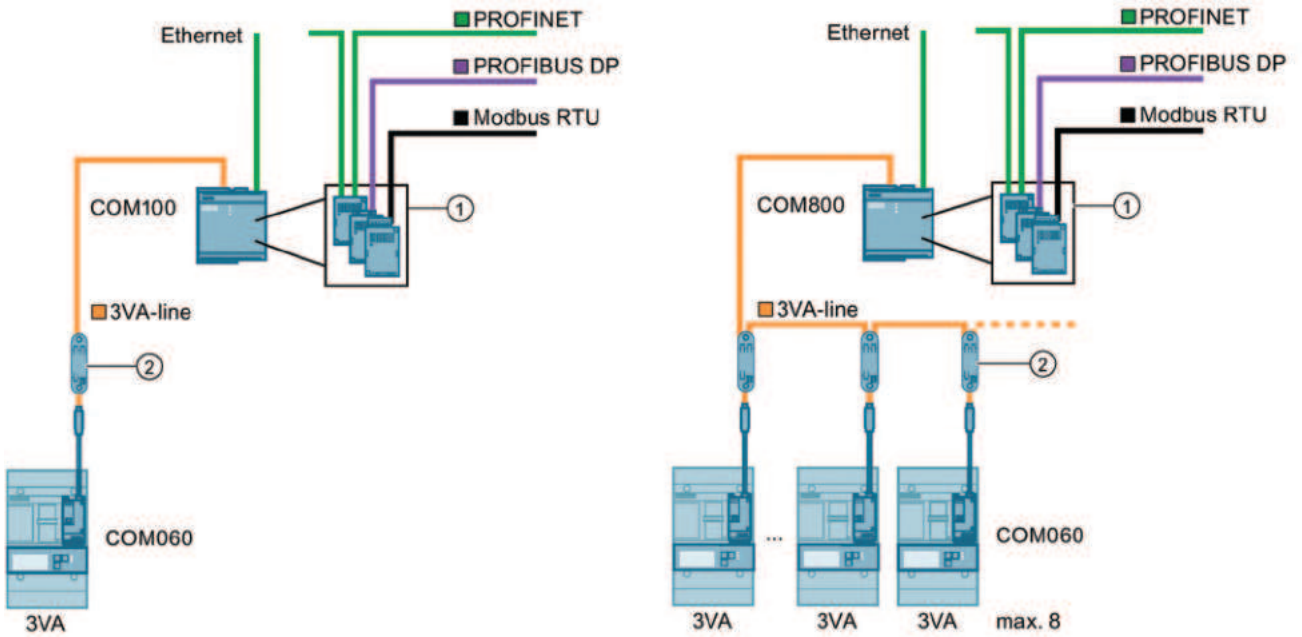 Ethernet
PROFINET
PROFIBUS DP
Modbus RTU
COM100
1
3VA-line
2
COM060
3VA
Ethernet
PROFINET
PROFIBUS DP
Modbus RTU
COM800
1
3VA-line
2
...
COM060
3VA 3VA 3VA max. 8